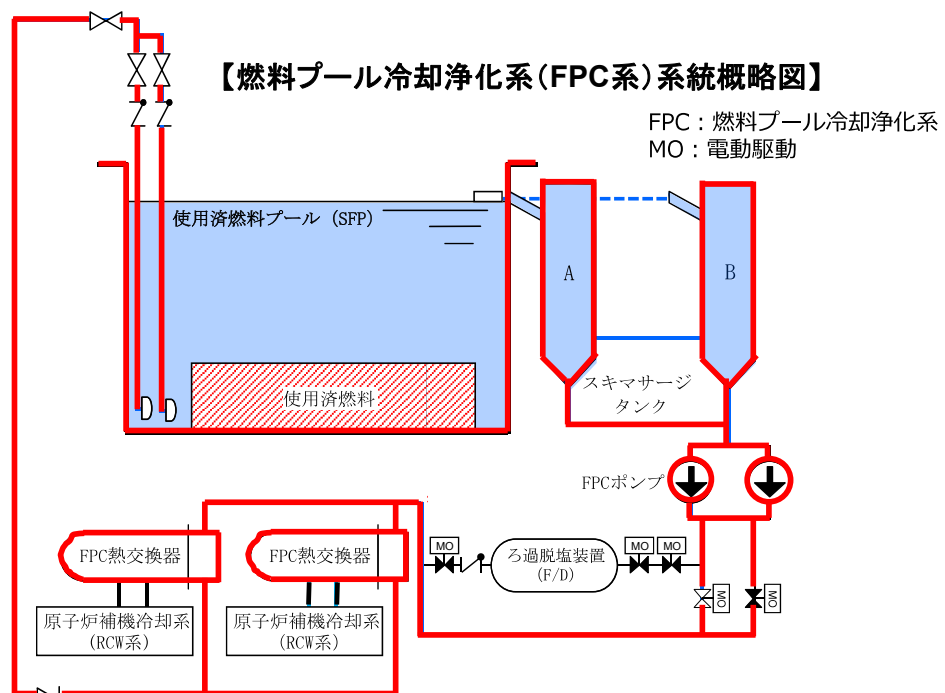 【燃料プール冷却浄化系(FPC系)系統概略図】
FPC：燃料プール冷却浄化系
MO：電動駆動
使用済燃料プール (SFP)
A
B
使用済燃料
スキマサージ
タンク
FPCポンプ
FPC熱交換器
FPC熱交換器
MO
ろ過脱塩装置
(F/D)
MO
MO
MO
MO
原子炉補機冷却系
(RCW系)
原子炉補機冷却系
(RCW系)